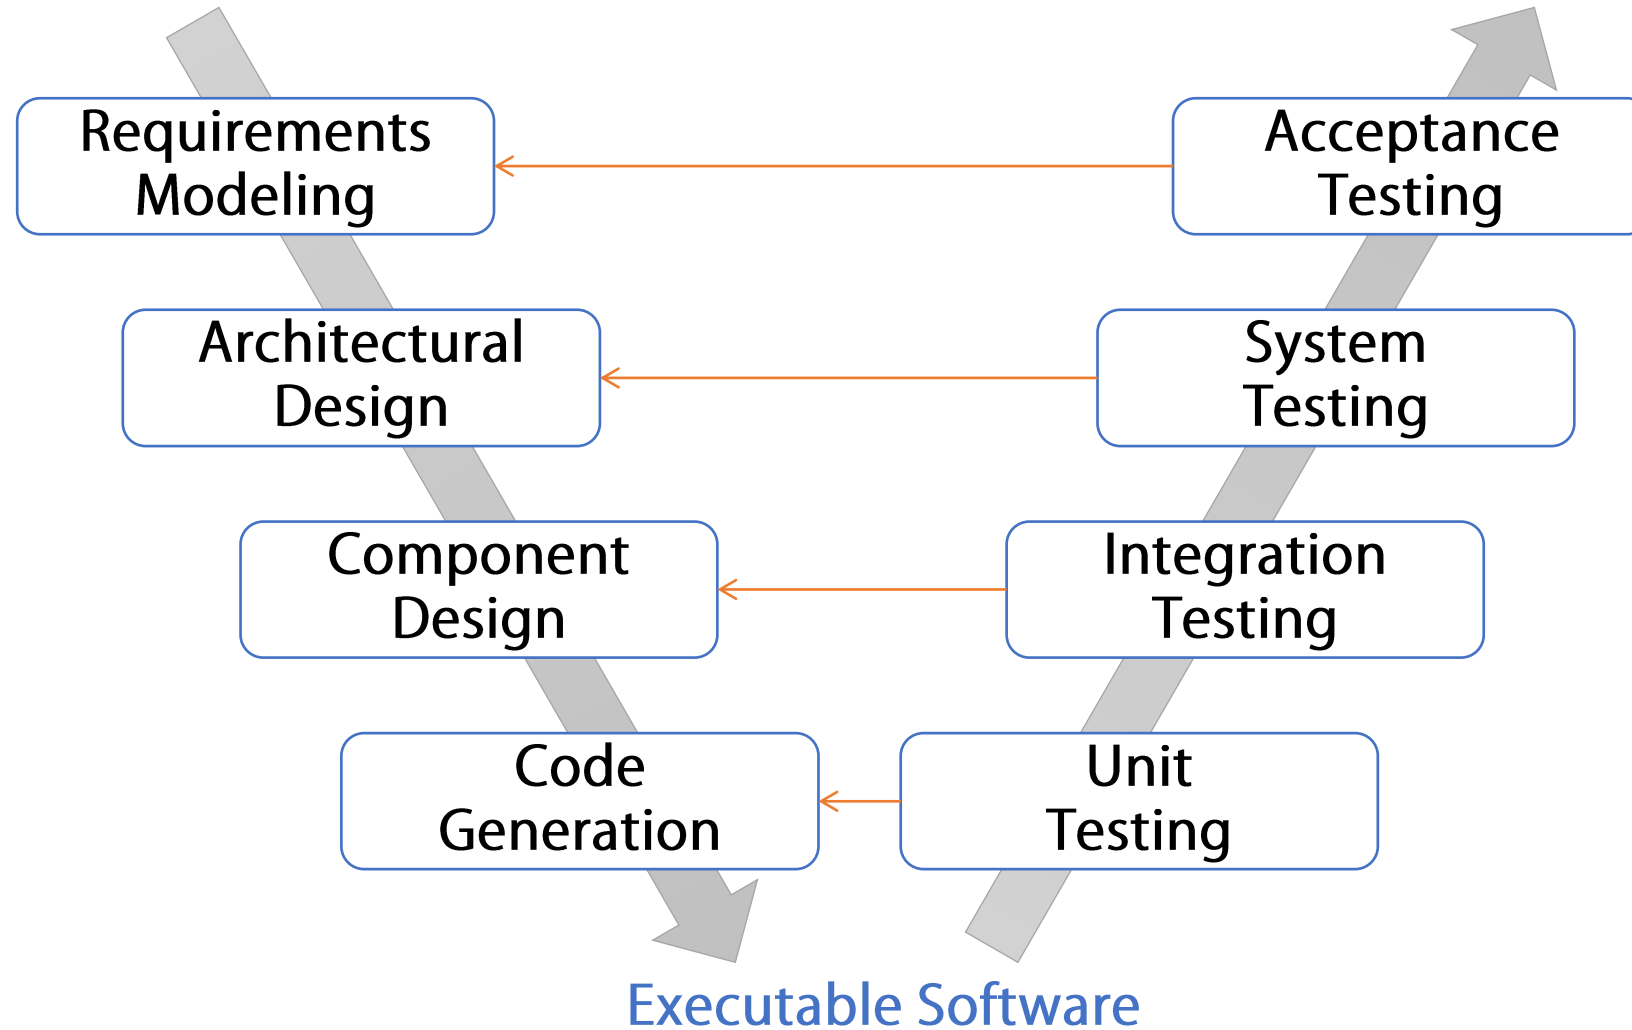 Requirements
Modeling
Acceptance
Testing
Architectural
Design
System
Testing
Component
Design
Integration
Testing
Code
Generation
Unit
Testing
Executable Software